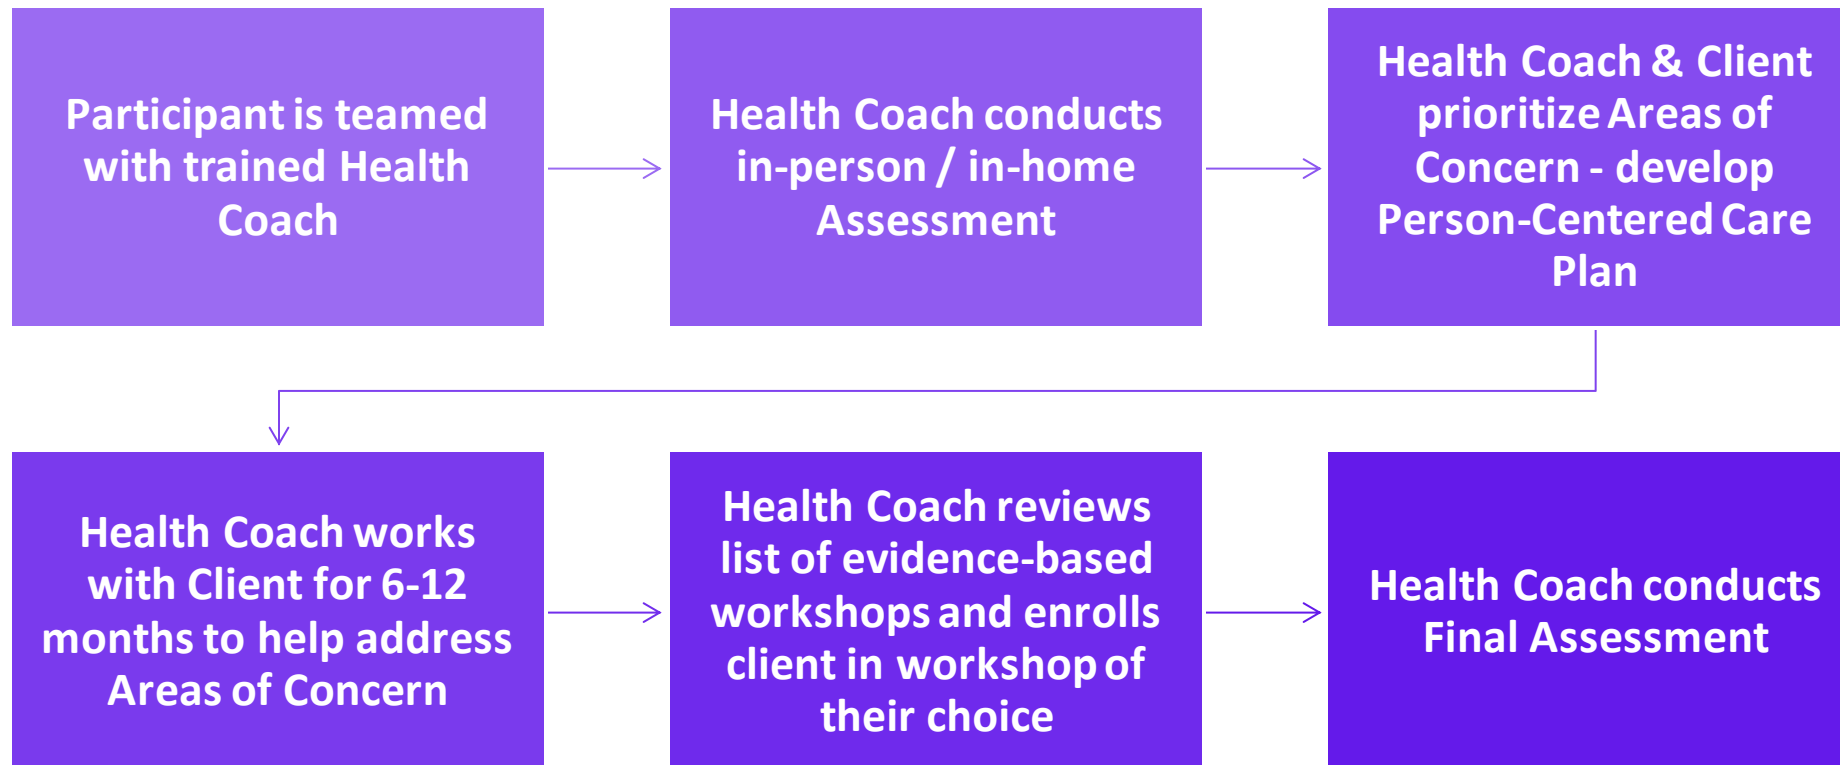 Participant is teamed
with trained Health
Coach
Health Coach conducts
in-person / in-home
Assessment
Health Coach & Client
prioritize Areas of
Concern - develop
Person-Centered Care
Plan
Health Coach works
with Client for 6-12
months to help address
Areas of Concern
Health Coach reviews
list of evidence-based
workshops and enrolls
client in workshop of
their choice
Health Coach conducts
Final Assessment